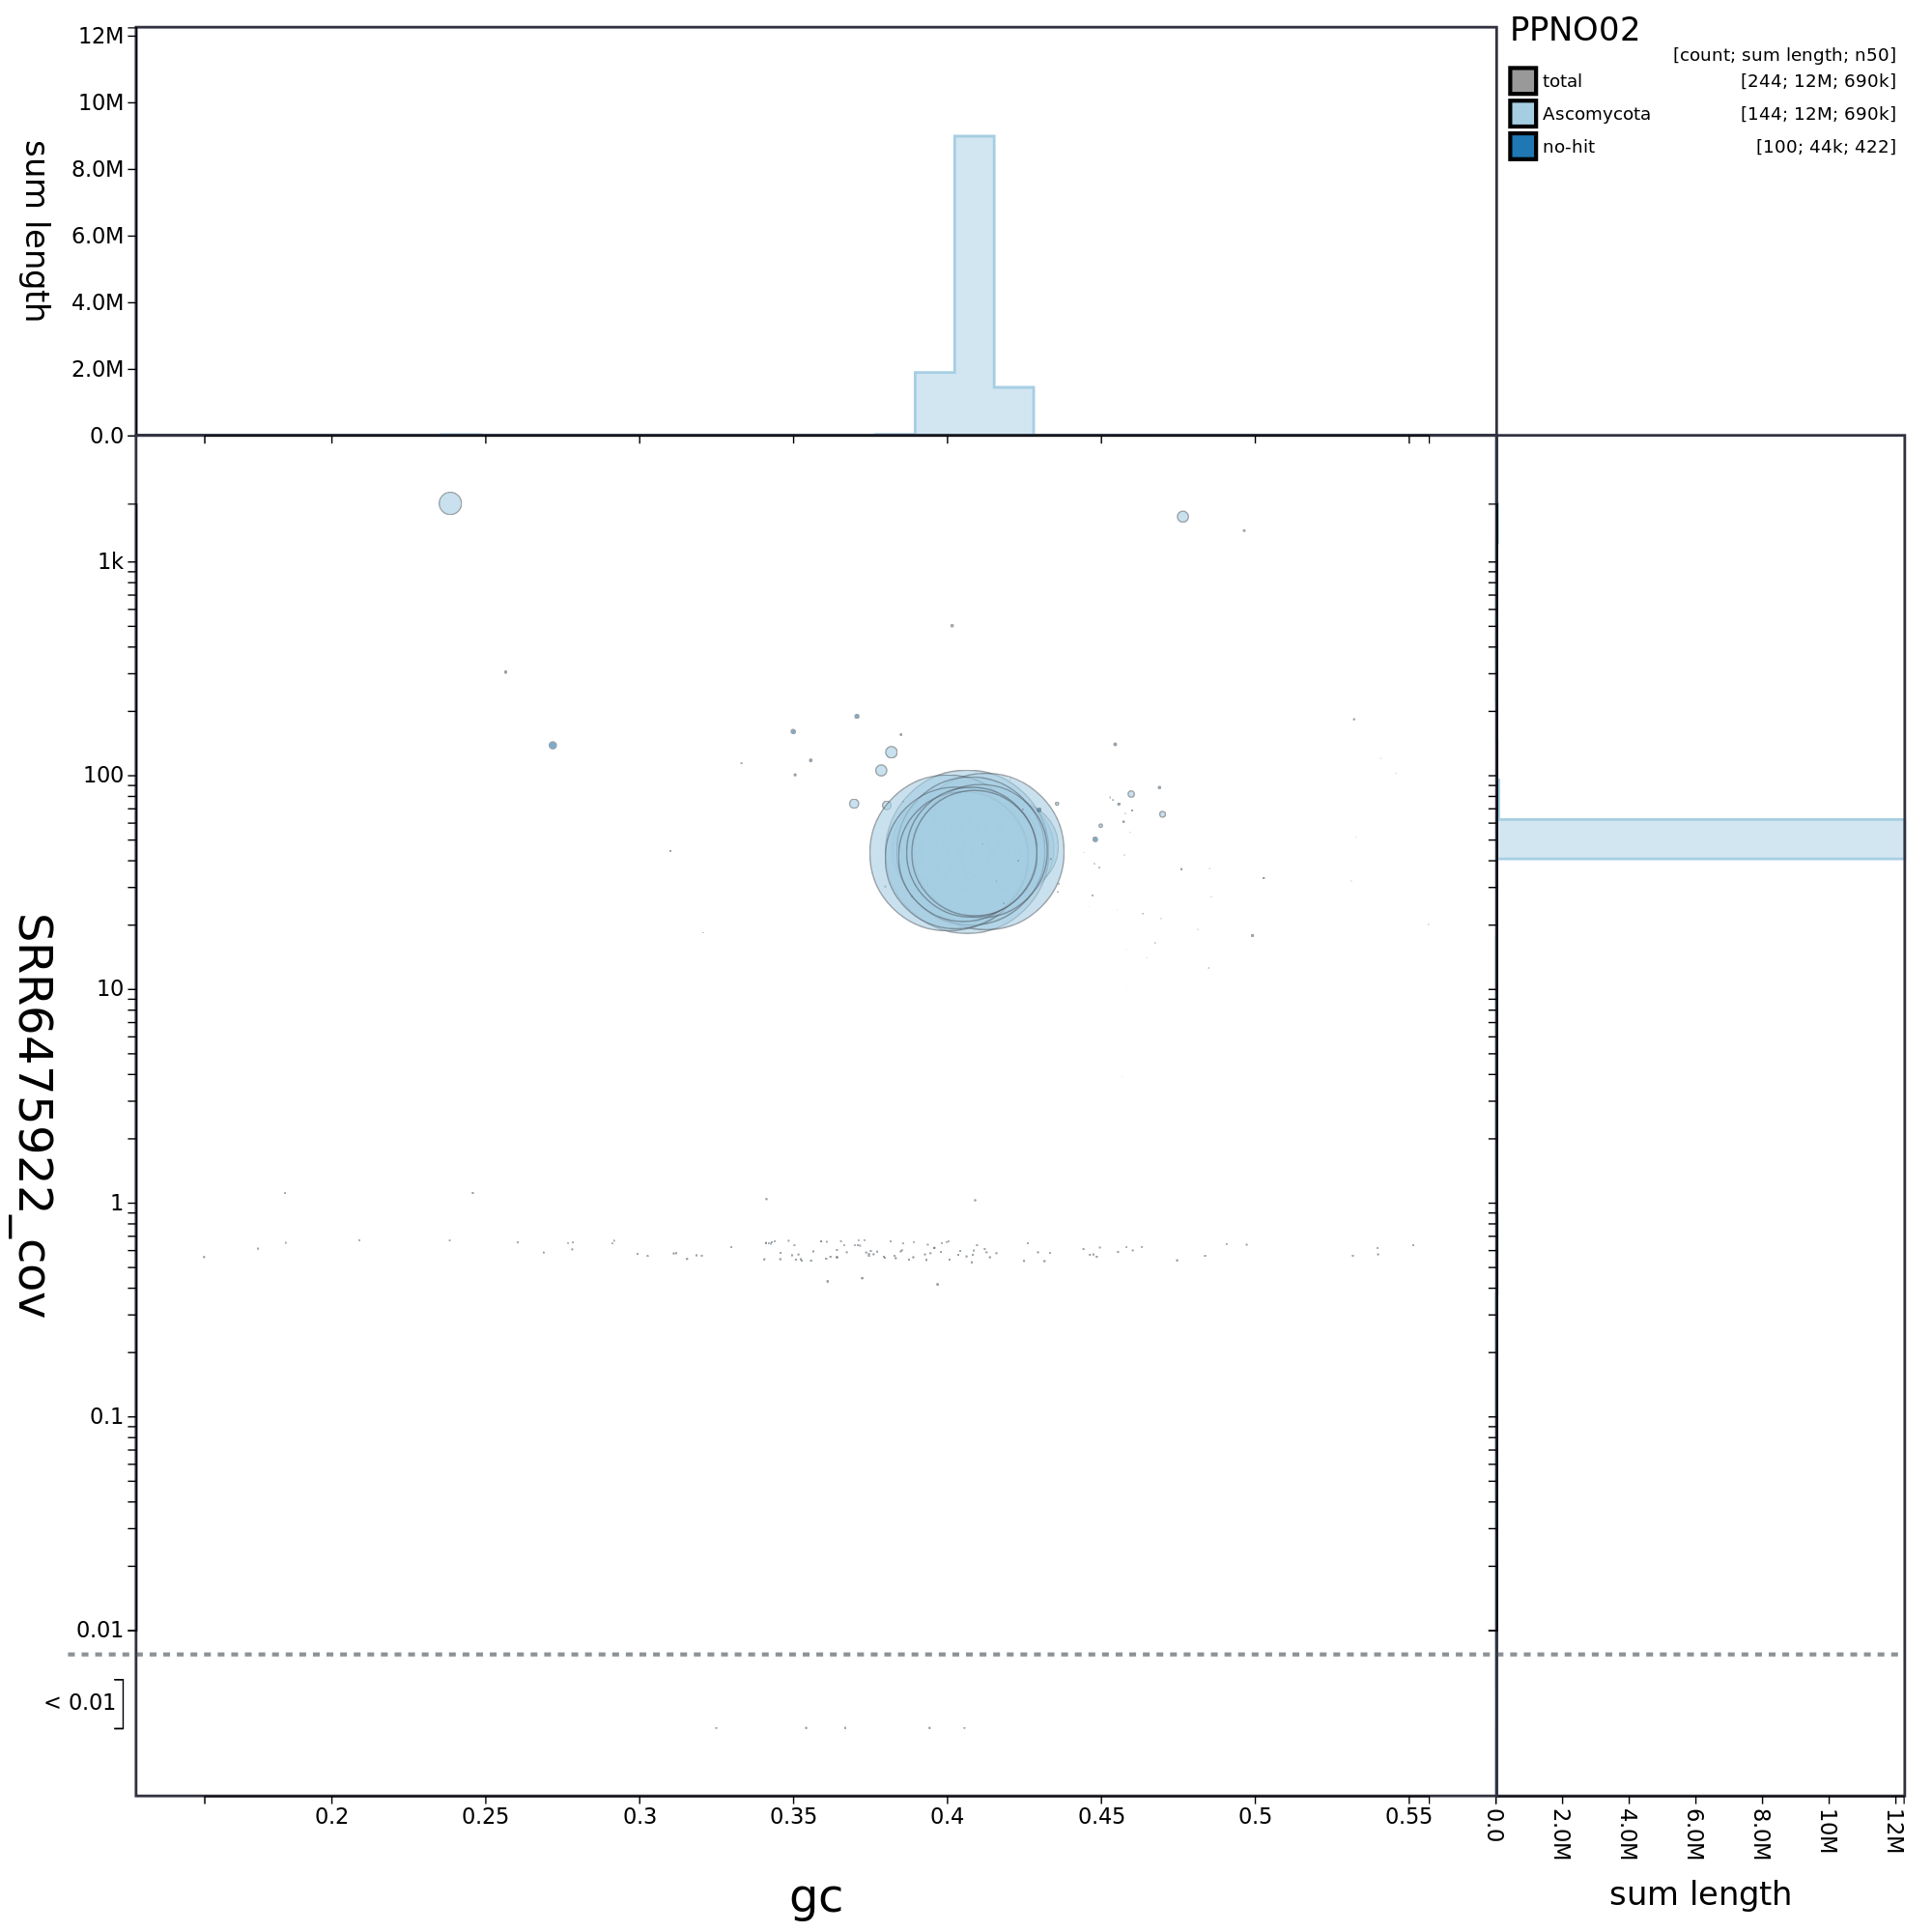 PPNO02
[count; sum length; n50]
total [244; 12M; 690k]
Ascomycota [144; 12M; 690k]
no-hit [100; 44k; 422]
12M
10M
8.0M
6.0M
4.0M
2.0M
0.0
sum length
1k
100
10
1
0.1
0.01
< 0.01
SRR6475922_cov
0.2 0.25 0.3 0.35 0.4 0.45 0.5 0.55
gc
0.0 2.0M 4.0M 6.0M 8.0M 10M 12M
sum length